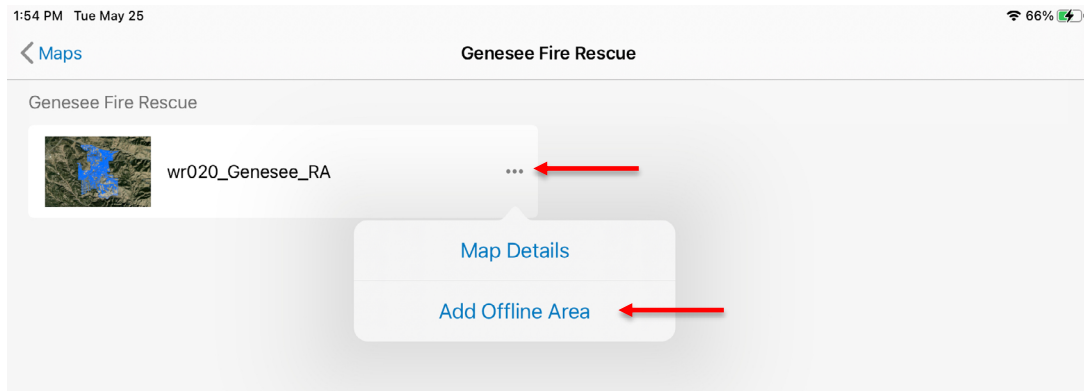 1:54 PM Tue May 25 66%
Maps Genesee Fire Rescue
Genesee Fire Rescue
wr020_Genesee_RA
Map Details
Add Offline Area